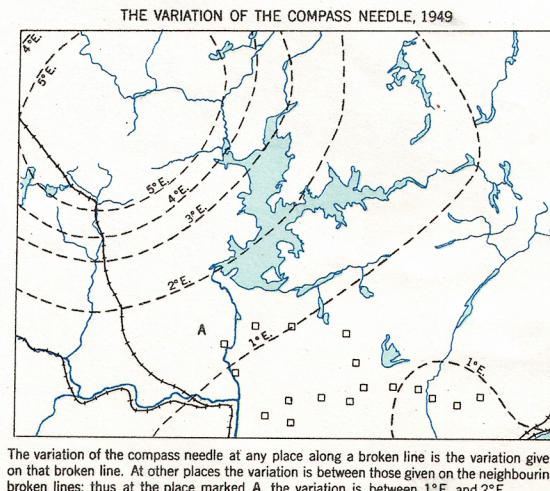 THE VARIATION OF THE COMPASS NEEDLE, 1949
4°E.
5°E.
5°E.
4°E.
3°E.
2°E.
A
1°E.
1°E.
The variation of the compass needle at any place along a broken line is the variation give
on that broken line. At other places the variation is between those given on the neighbourin
broken lines; thus at the place marked A, the variation is between 1°E. and 2°E.